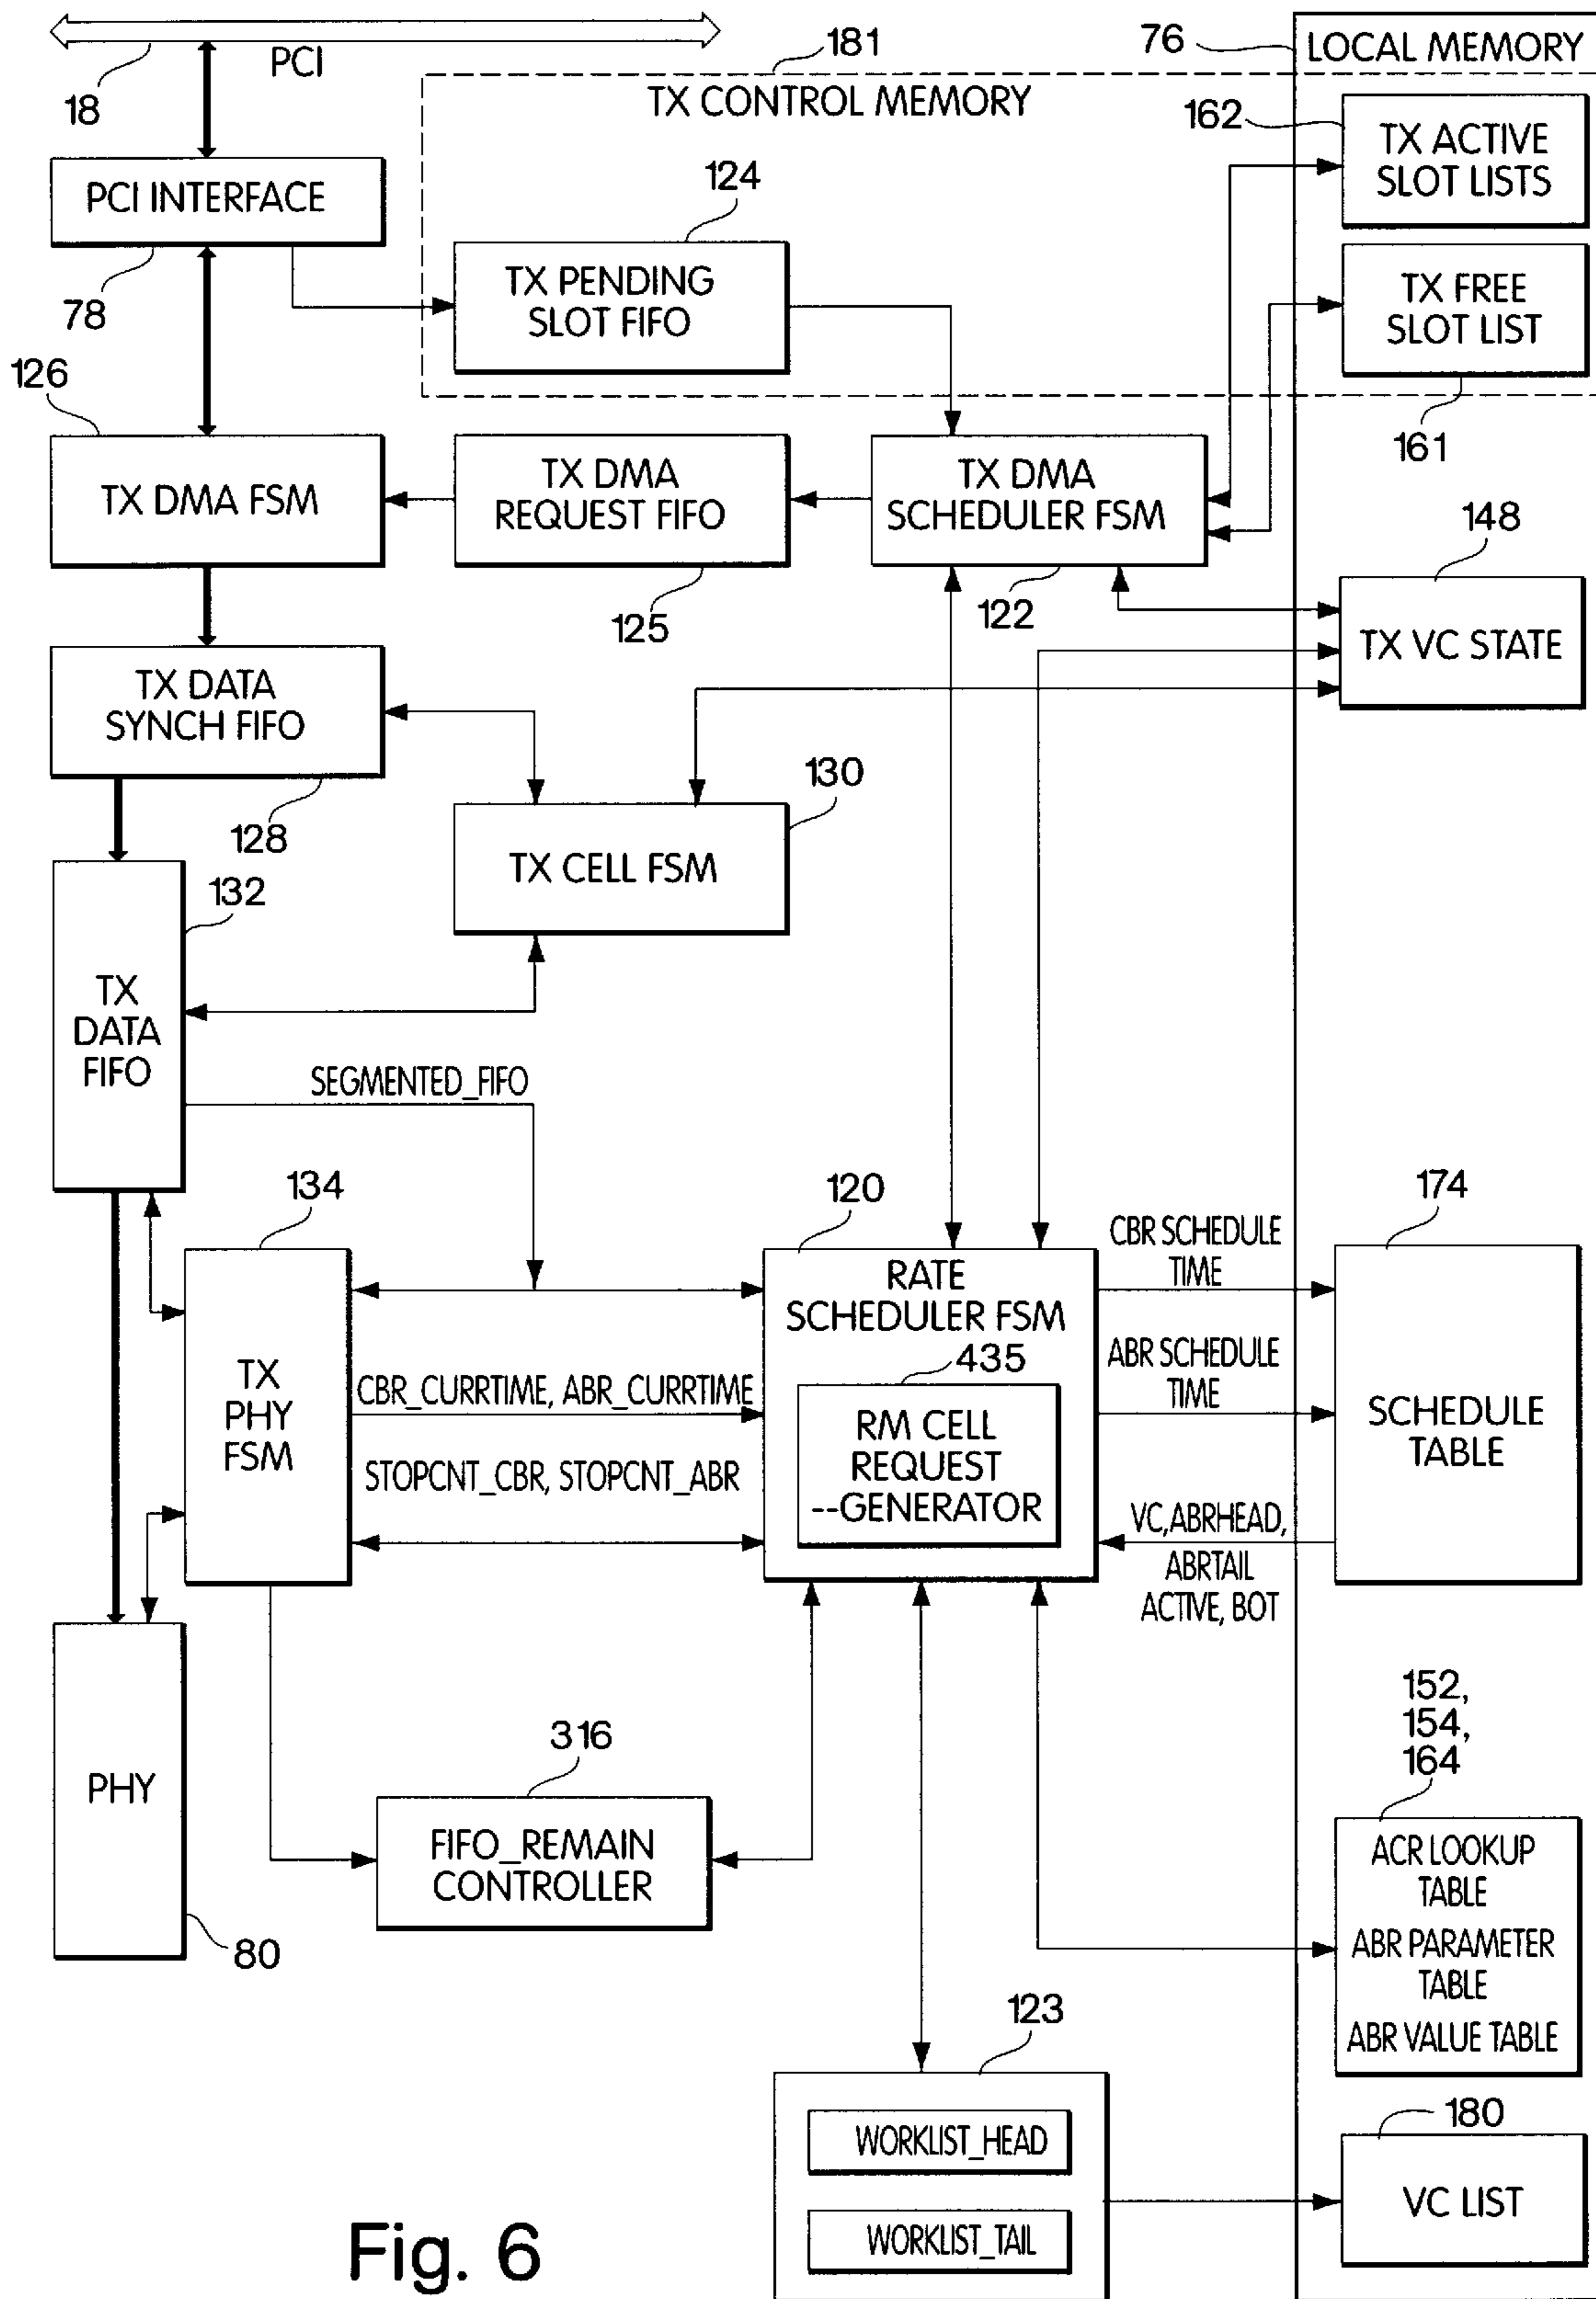 PCI
18
181
76
LOCAL MEMORY
TX CONTROL MEMORY
162
TX ACTIVE
SLOT LISTS
PCI INTERFACE
78
124
TX PENDING
SLOT FIFO
TX FREE
SLOT LIST
161
126
TX DMA FSM
TX DMA
REQUEST FIFO
125
TX DMA
SCHEDULER FSM
122
148
TX VC STATE
TX DATA
SYNCH FIFO
128
130
TX CELL FSM
132
TX
DATA
FIFO
SEGMENTED_FIFO
134
TX
PHY
FSM
120
RATE
SCHEDULER FSM
435
RM CELL
REQUEST
--GENERATOR
CBR_CURRTIME, ABR_CURRTIME
STOPCNT_CBR, STOPCNT_ABR
CBR SCHEDULE
TIME
ABR SCHEDULE
TIME
VC,ABRHEAD,
ABRTAIL
ACTIVE, BOT
174
SCHEDULE
TABLE
PHY
80
316
FIFO_REMAIN
CONTROLLER
152,
154,
164
ACR LOOKUP
TABLE
ABR PARAMETER
TABLE
ABR VALUE TABLE
123
WORKLIST_HEAD
WORKLIST_TAIL
180
VC LIST
Fig. 6